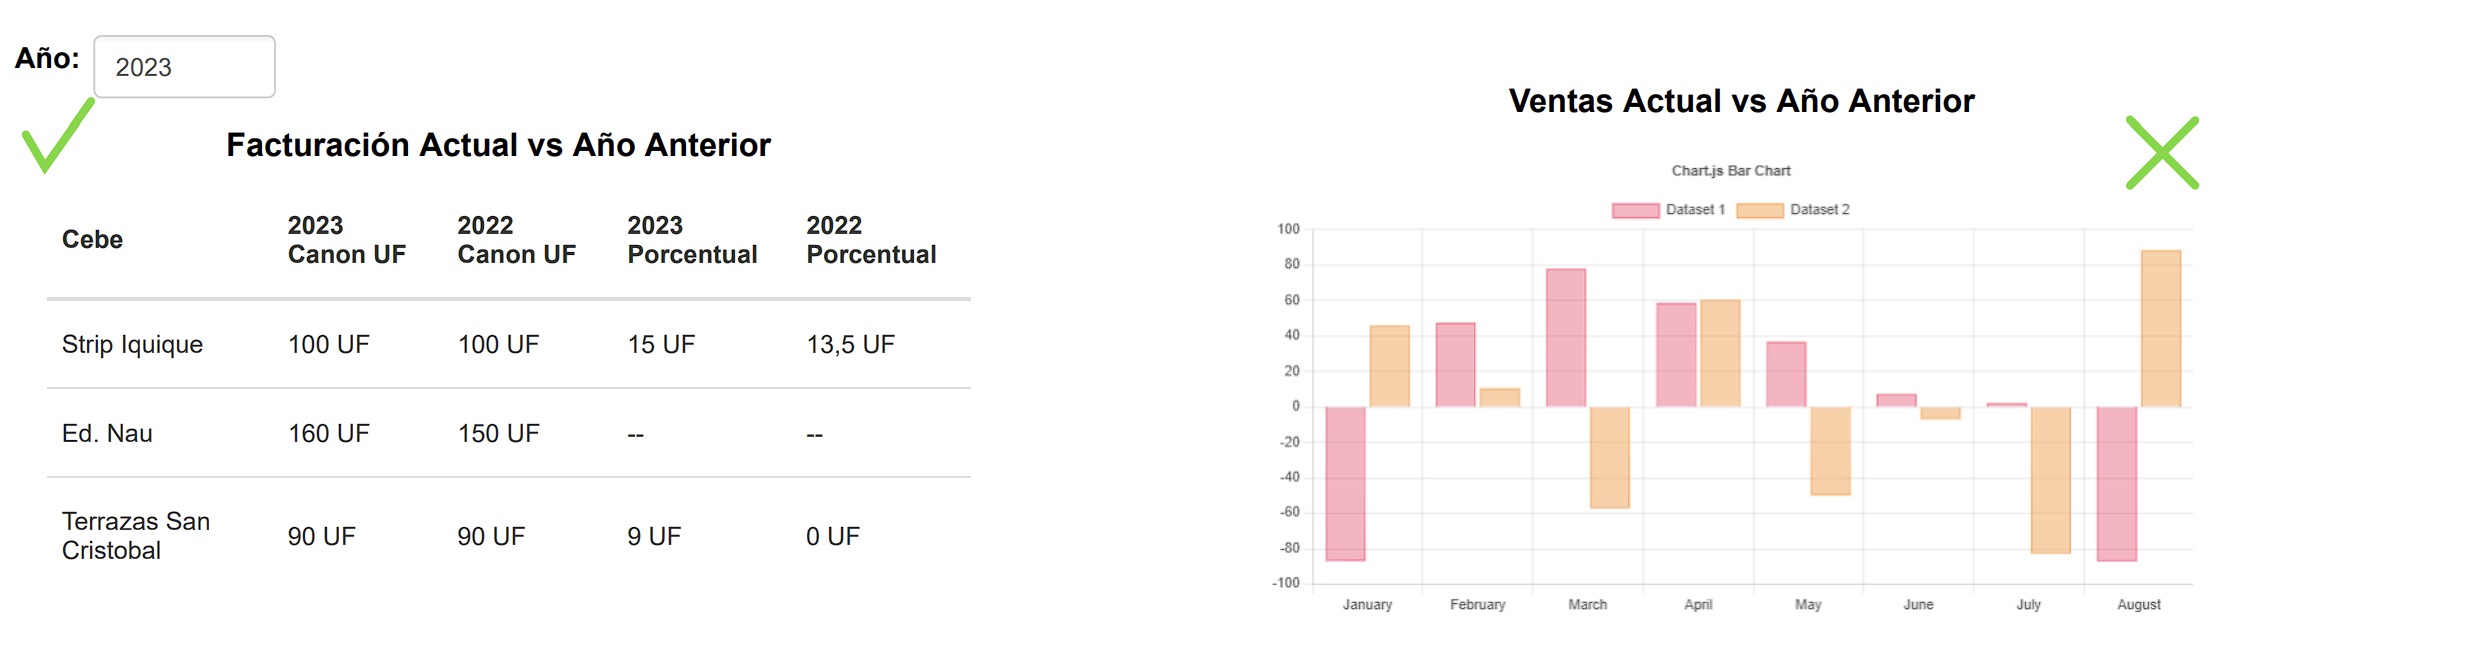 Año:
2023
Facturación Actual vs Año Anterior
Cebe
2023
Canon UF
2022
Canon UF
2023
Porcentual
2022
Porcentual
Strip Iquique
100 UF
100 UF
15 UF
13,5 UF
Ed. Nau
160 UF
150 UF
--
--
Terrazas San
Cristobal
90 UF
90 UF
9 UF
0 UF
Ventas Actual vs Año Anterior
Chart.js Bar Chart
Dataset 1
Dataset 2
100
80
60
40
20
0
-20
-40
-60
-80
-100
January
February
March
April
May
June
July
August